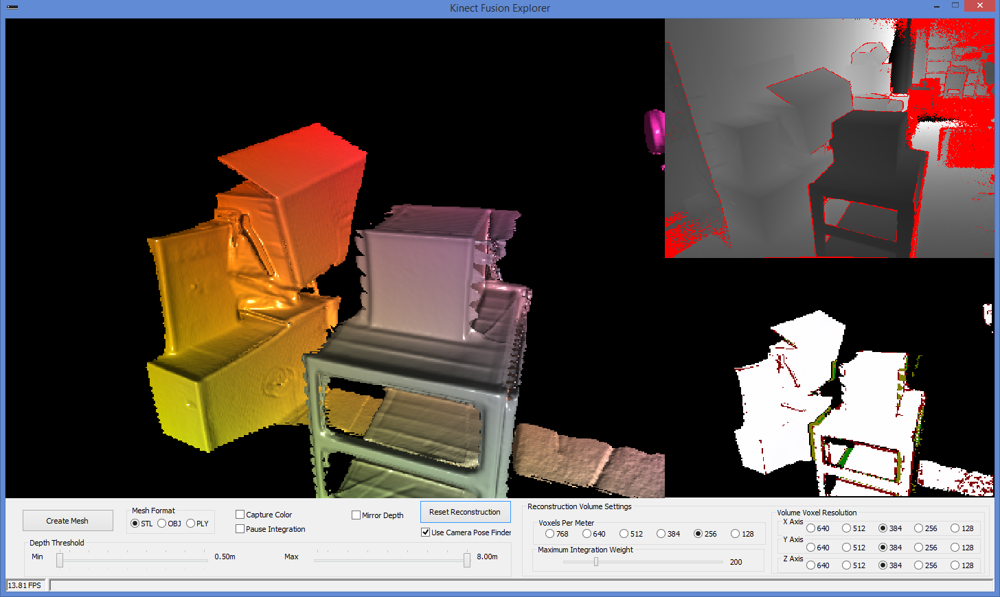 Kinect Fusion Explorer
Create Mesh
Mesh Format
STL OBJ PLY
Capture Color
Pause Integration
Mirror Depth
Reset Reconstruction
Use Camera Pose Finder
Depth Threshold
Min 0.50m Max 8.00m
Reconstruction Volume Settings
Voxels Per Meter
768 640 512 384 256 128
Maximum Integration Weight
200
Volume Voxel Resolution
X Axis
640 512 384 256 128
Y Axis
640 512 384 256 128
Z Axis
640 512 384 256 128
13.81 FPS